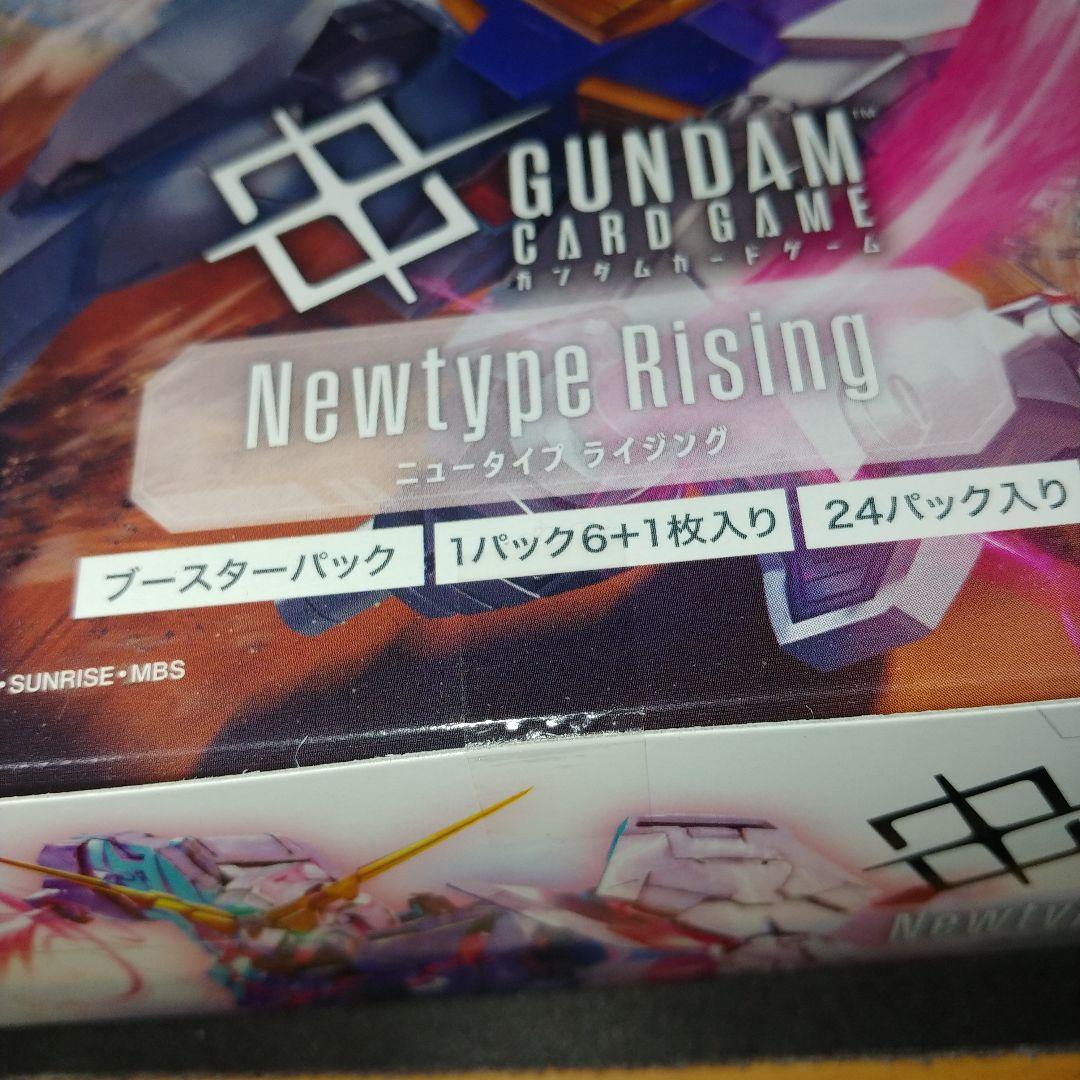 GUNDAM™
CARD GAME
ガンダムカードゲーム
Newtype Rising
ニュータイプ ライジング
ブースターパック
1パック6+1枚入り
24パック入り
・SUNRISE・MBS